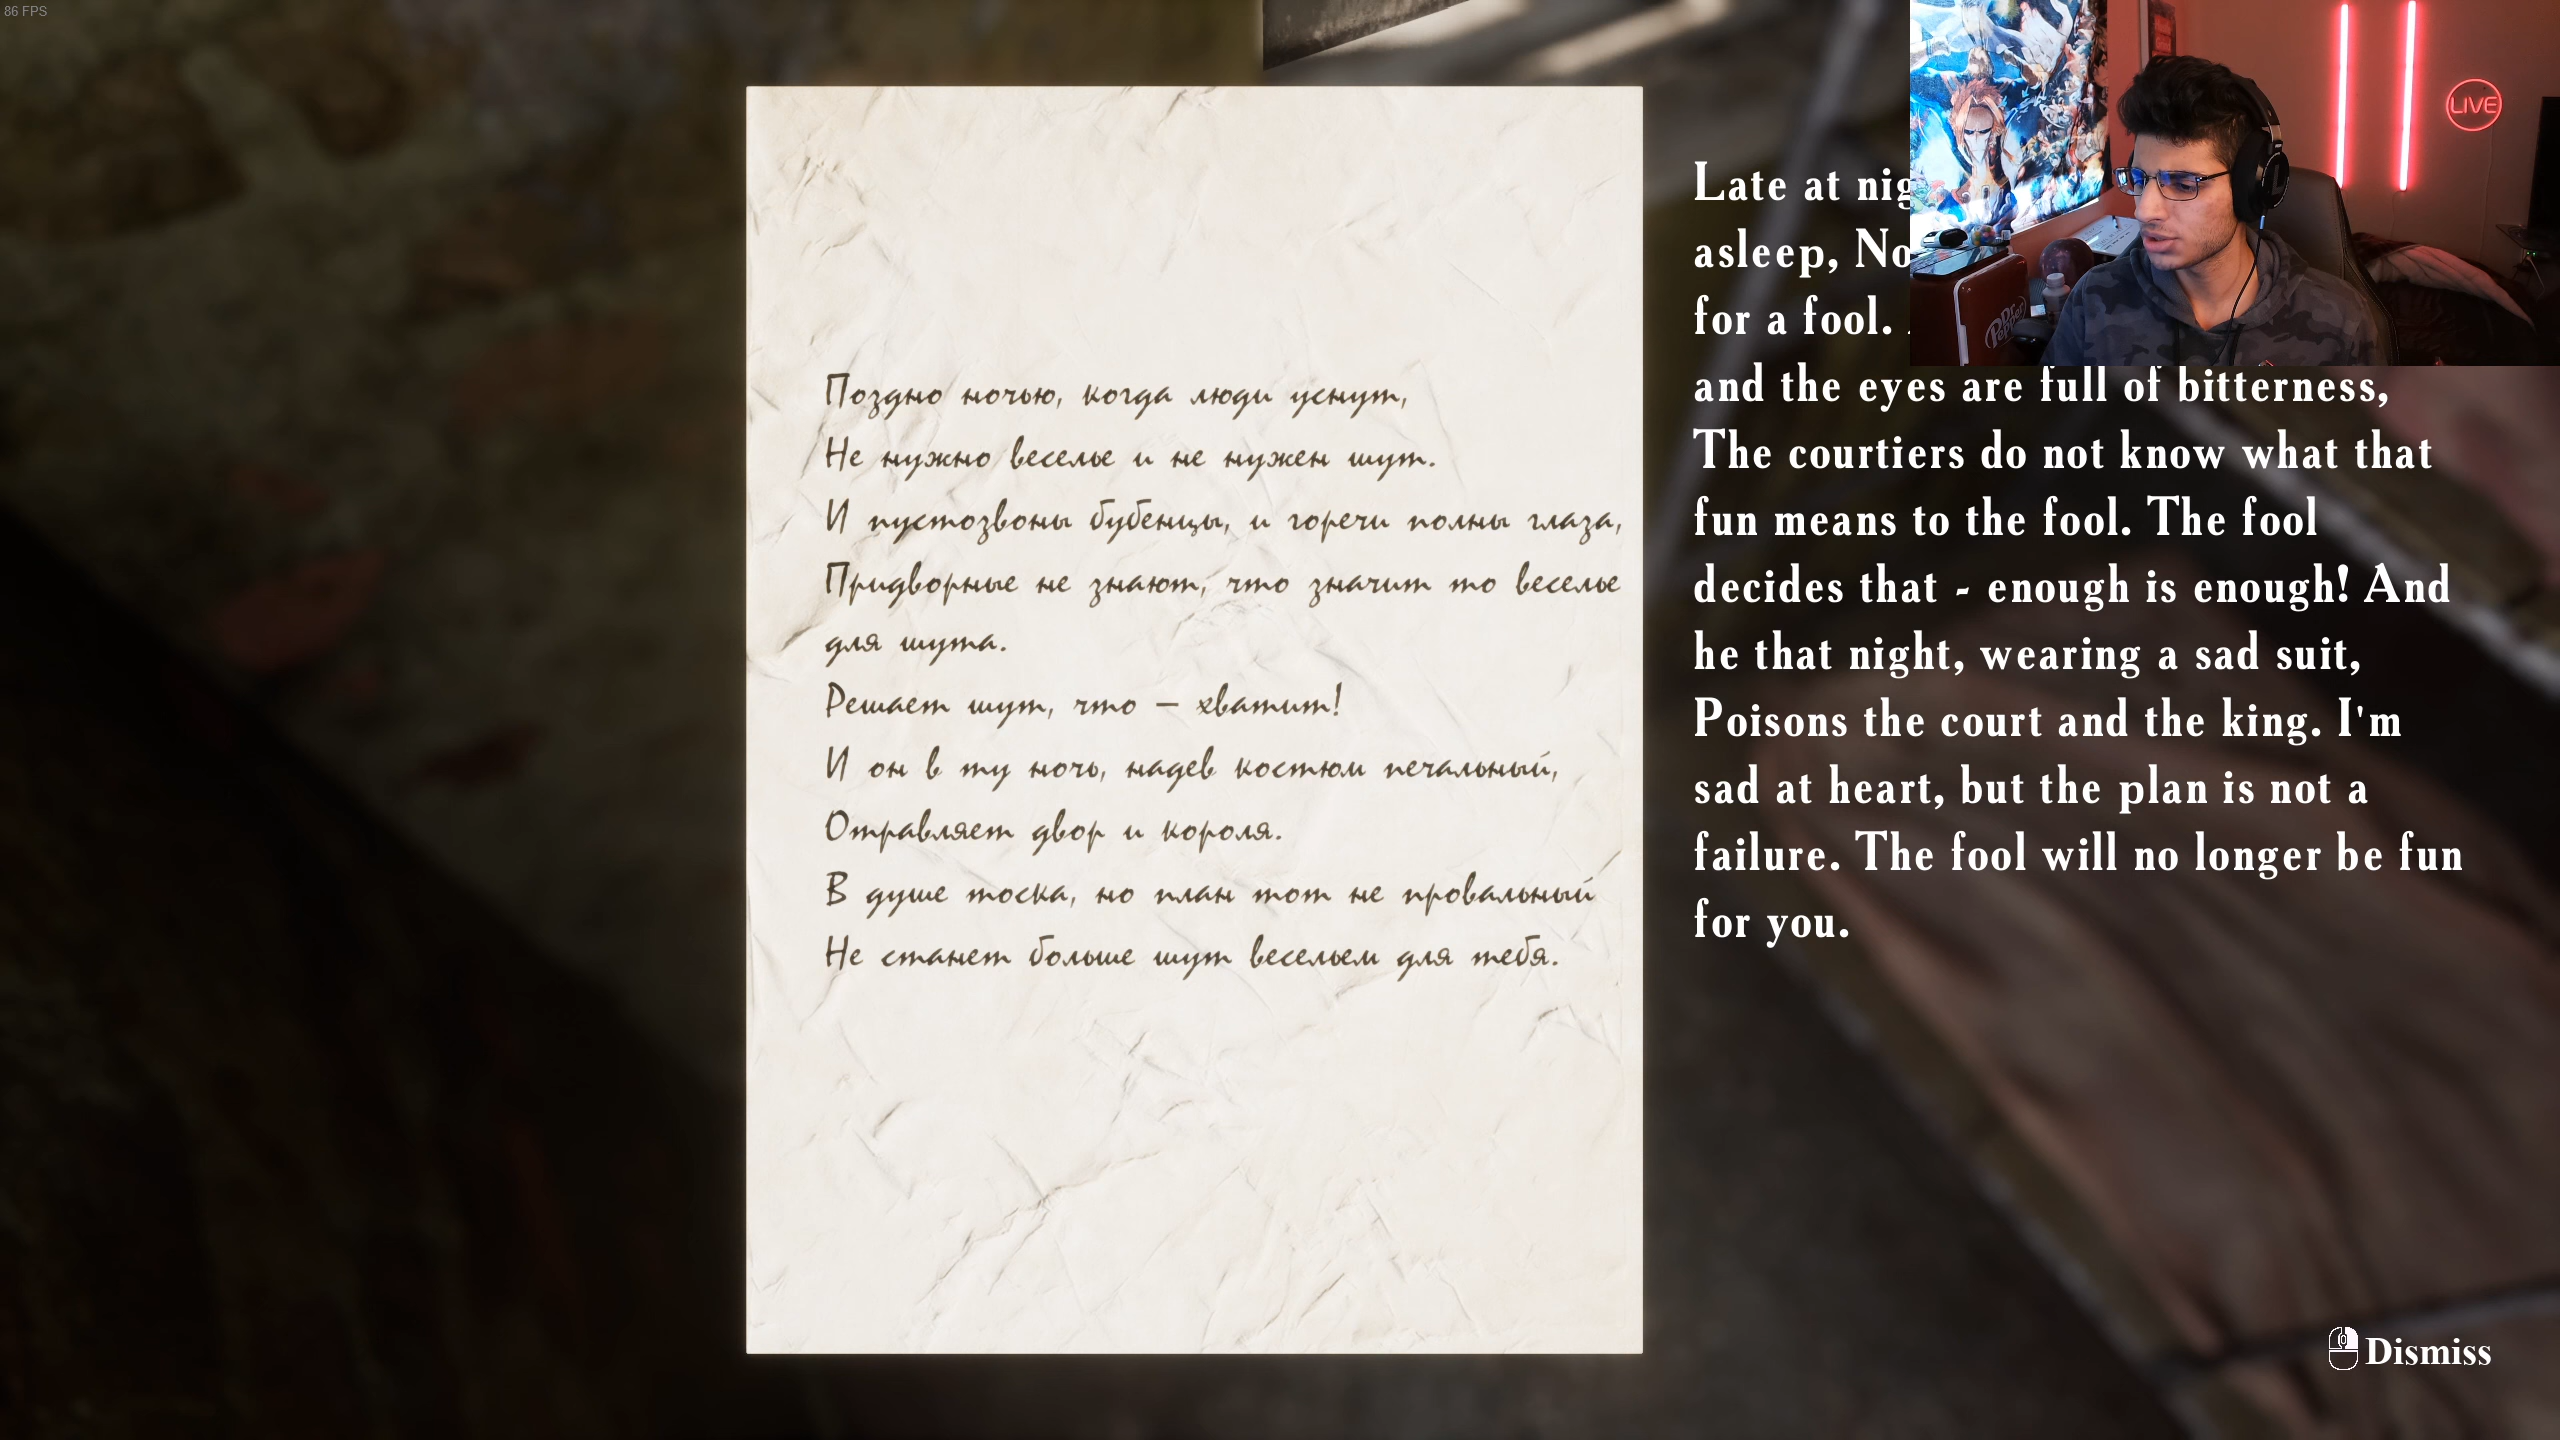 86 FPS
Поздно ночью, когда люди уснут,
Не нужно веселье и не нужен шут.
И пустозвоны бубенцы, и горечи полны глаза,
Придворные не знают, что значит то веселье
для шута.
Решает шут, что – хватит!
И он в ту ночь, надев костюм печальный,
Отравляет двор и короля.
В душе тоска, но план тот не провальный
Не станет больше шут весельем для тебя.
Late at
asleep,
for a fool.
and the eyes are full of bitterness,
The courtiers do not know what that
fun means to the fool. The fool
decides that - enough is enough! And
he that night, wearing a sad suit,
Poisons the court and the king. I'm
sad at heart, but the plan is not a
failure. The fool will no longer be fun
for you.
LIVE
Dr Pepper
Dismiss